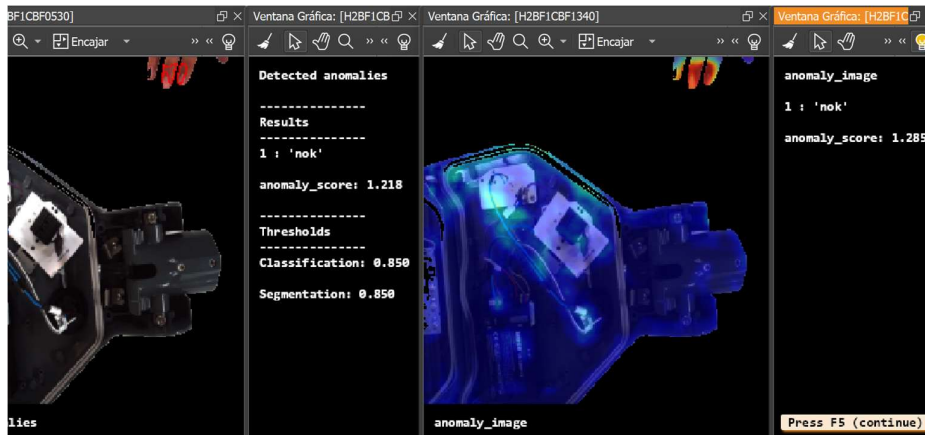 BF1CBF0530]
Encajar
lies
Ventana Gráfica: [H2BF1CB
Detected anomalies
---------------
Results
---------------
1 : 'nok'
anomaly_score: 1.218
---------------
Thresholds
---------------
Classification: 0.850
Segmentation: 0.850
Ventana Gráfica: [H2BF1CBF1340]
Encajar
anomaly_image
Ventana Gráfica: [H2BF1C
anomaly_image
1 : 'nok'
anomaly_score: 1.285
Press F5 (continue)